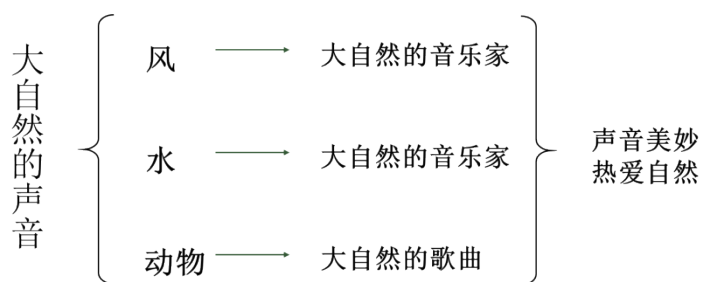 大自然的声音
风
大自然的音乐家
水
大自然的音乐家
动物
大自然的歌曲
声音美妙
热爱自然